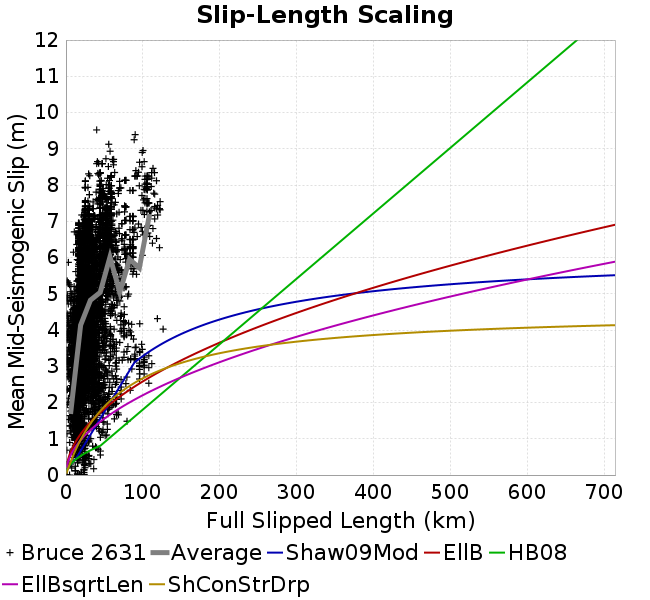 Slip-Length Scaling
Mean Mid-Seismogenic Slip (m)
12
11
10
9
8
7
6
5
4
3
2
1
0
0 100 200 300 400 500 600 700
Full Slipped Length (km)
Bruce 2631 Average Shaw09Mod EllB HB08
EllBsqrtLen ShConStrDrp